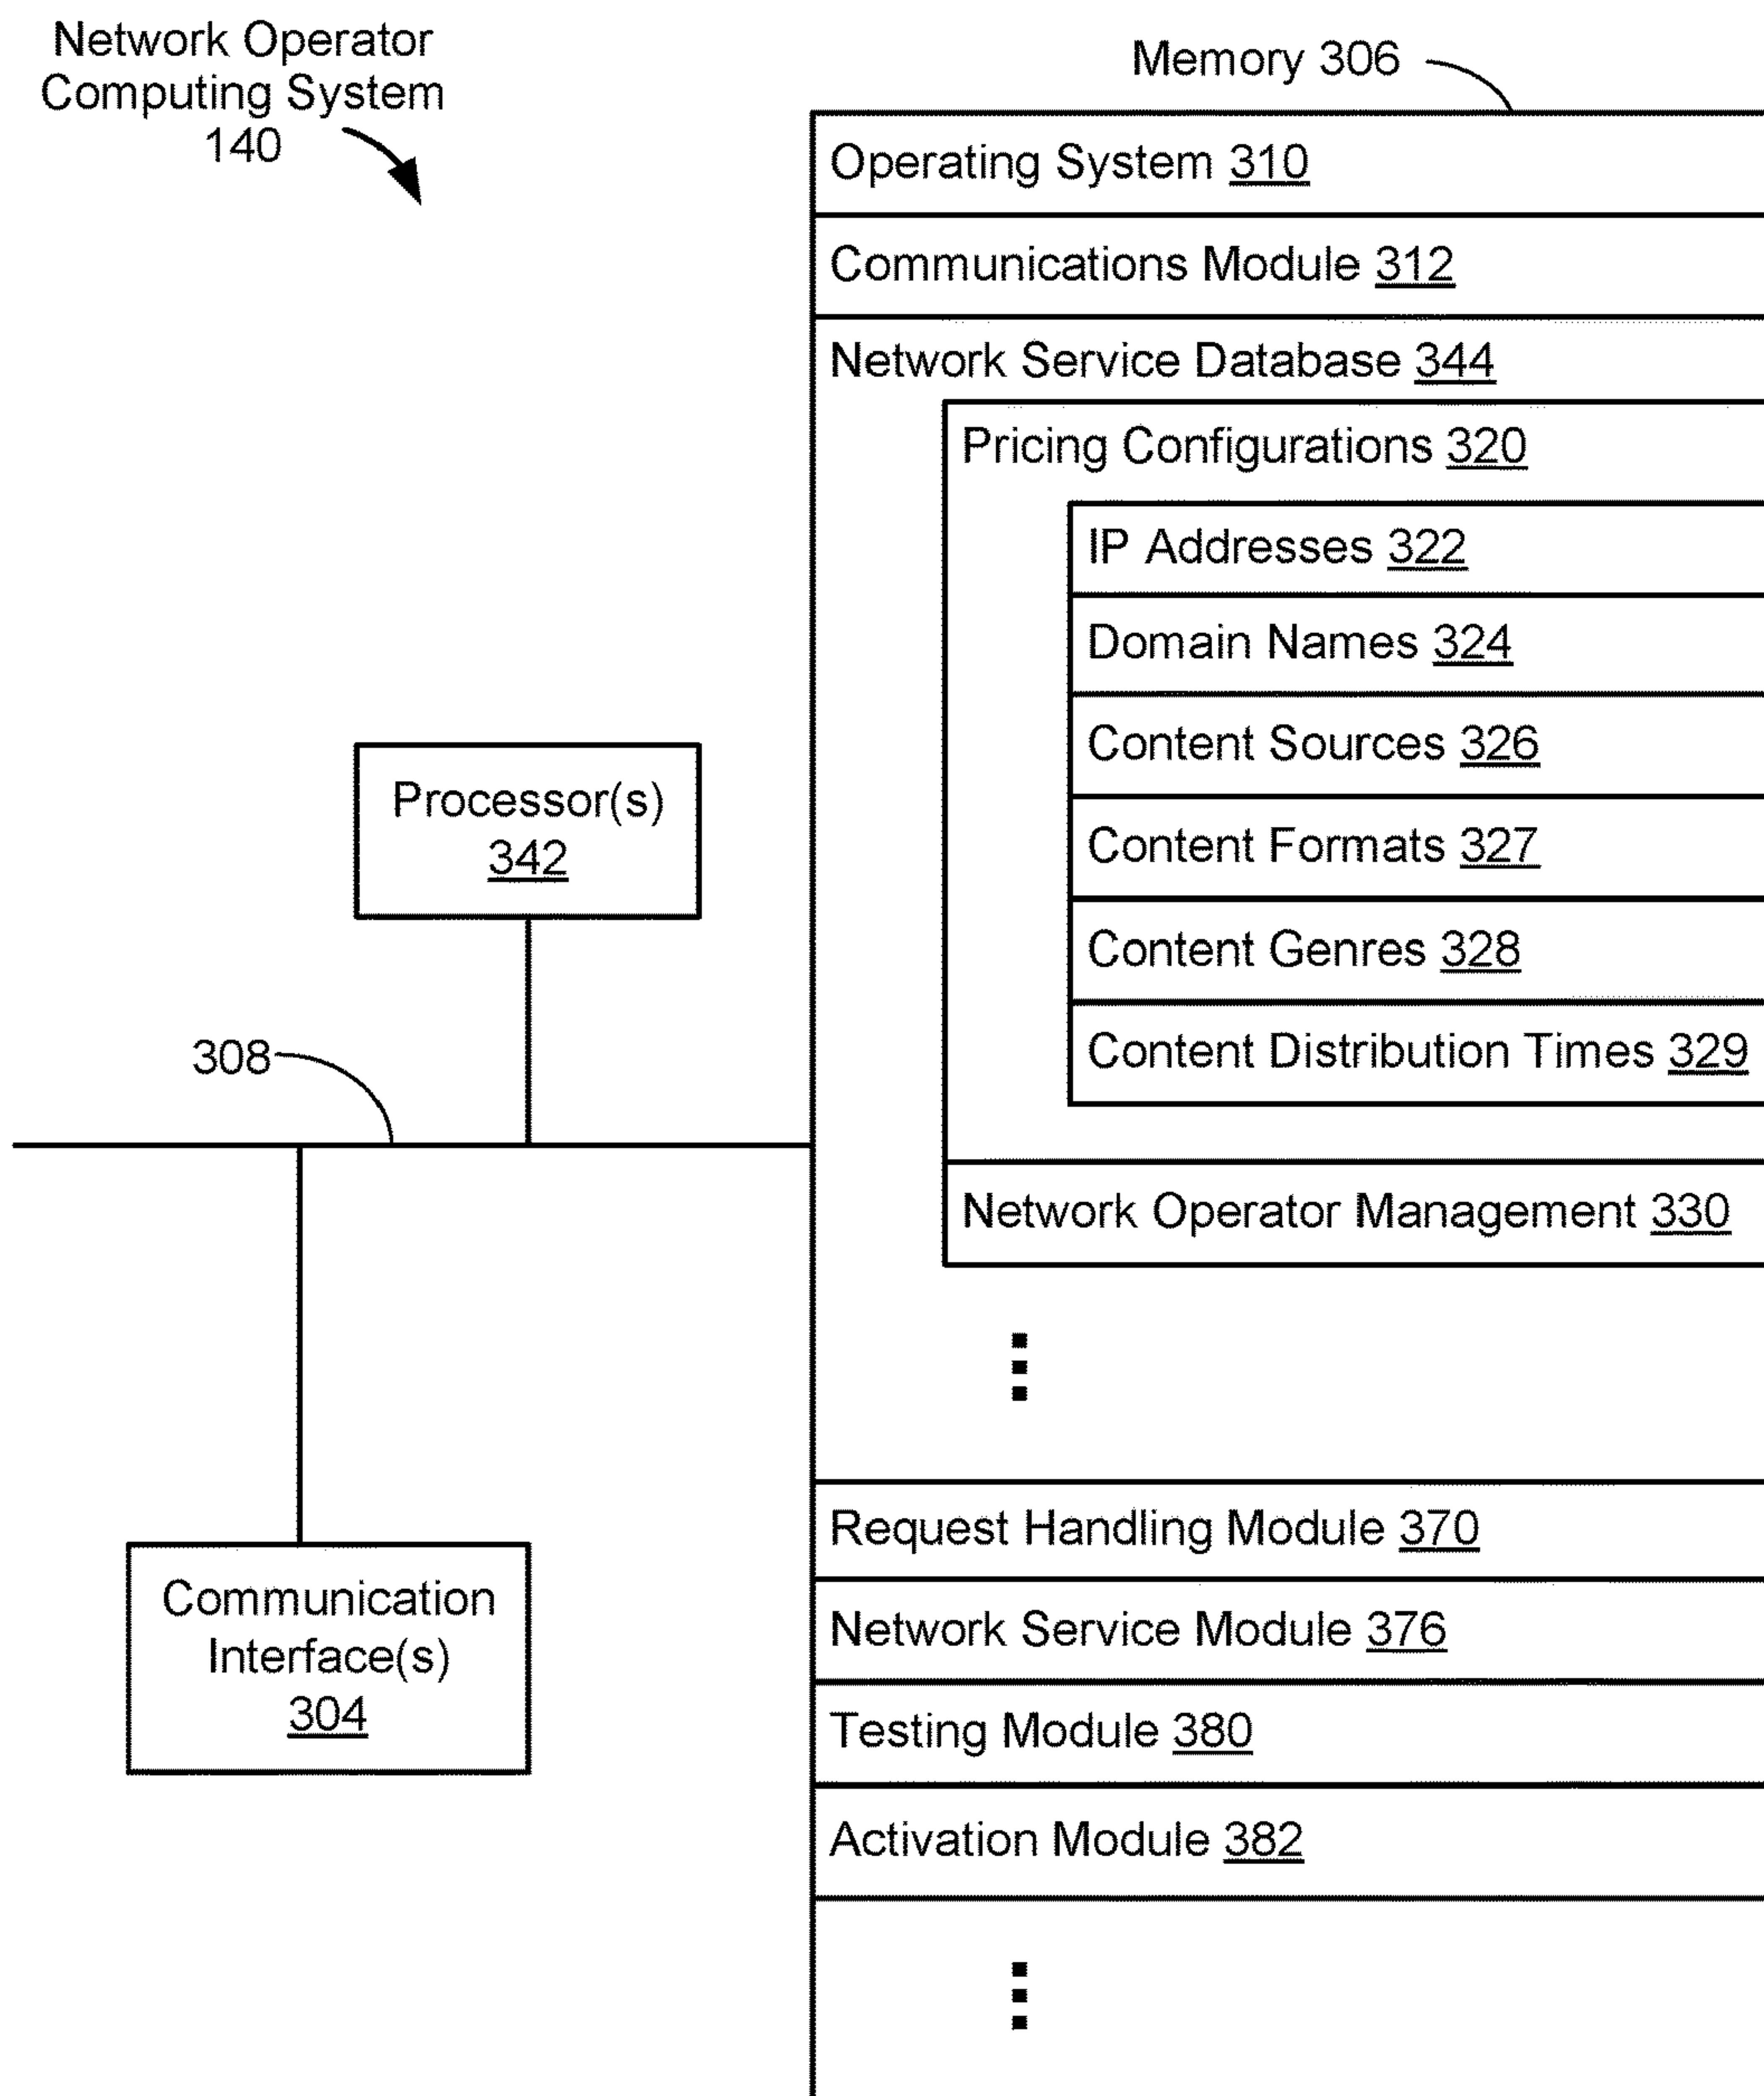 Network Operator
Computing System
140
Memory 306
Operating System 310
Communications Module 312
Network Service Database 344
Pricing Configurations 320
IP Addresses 322
Domain Names 324
Content Sources 326
Content Formats 327
Content Genres 328
Content Distribution Times 329
Network Operator Management 330
Request Handling Module 370
Network Service Module 376
Testing Module 380
Activation Module 382
Processor(s)
342
308
Communication
Interface(s)
304